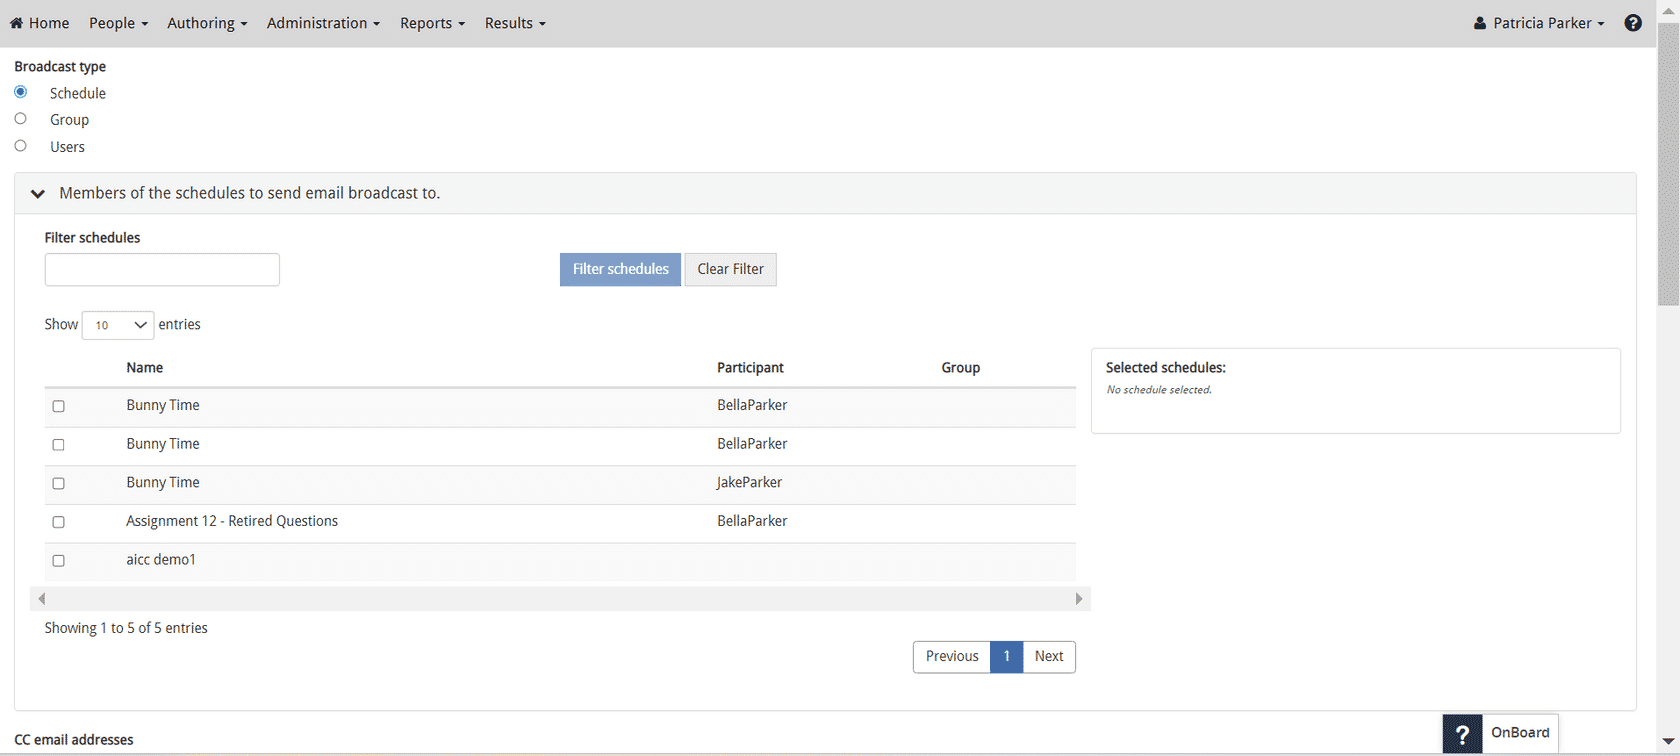 Home People Authoring Administration Reports Results Patricia Parker ?
Broadcast type
Schedule
Group
Users
Members of the schedules to send email broadcast to.
Filter schedules
Filter schedules Clear Filter
Show 10 entries
Name Participant Group
Bunny Time BellaParker
Bunny Time BellaParker
Bunny Time JakeParker
Assignment 12 - Retired Questions BellaParker
aicc demo1
Selected schedules:
No schedule selected.
Showing 1 to 5 of 5 entries
Previous 1 Next
CC email addresses
? OnBoard